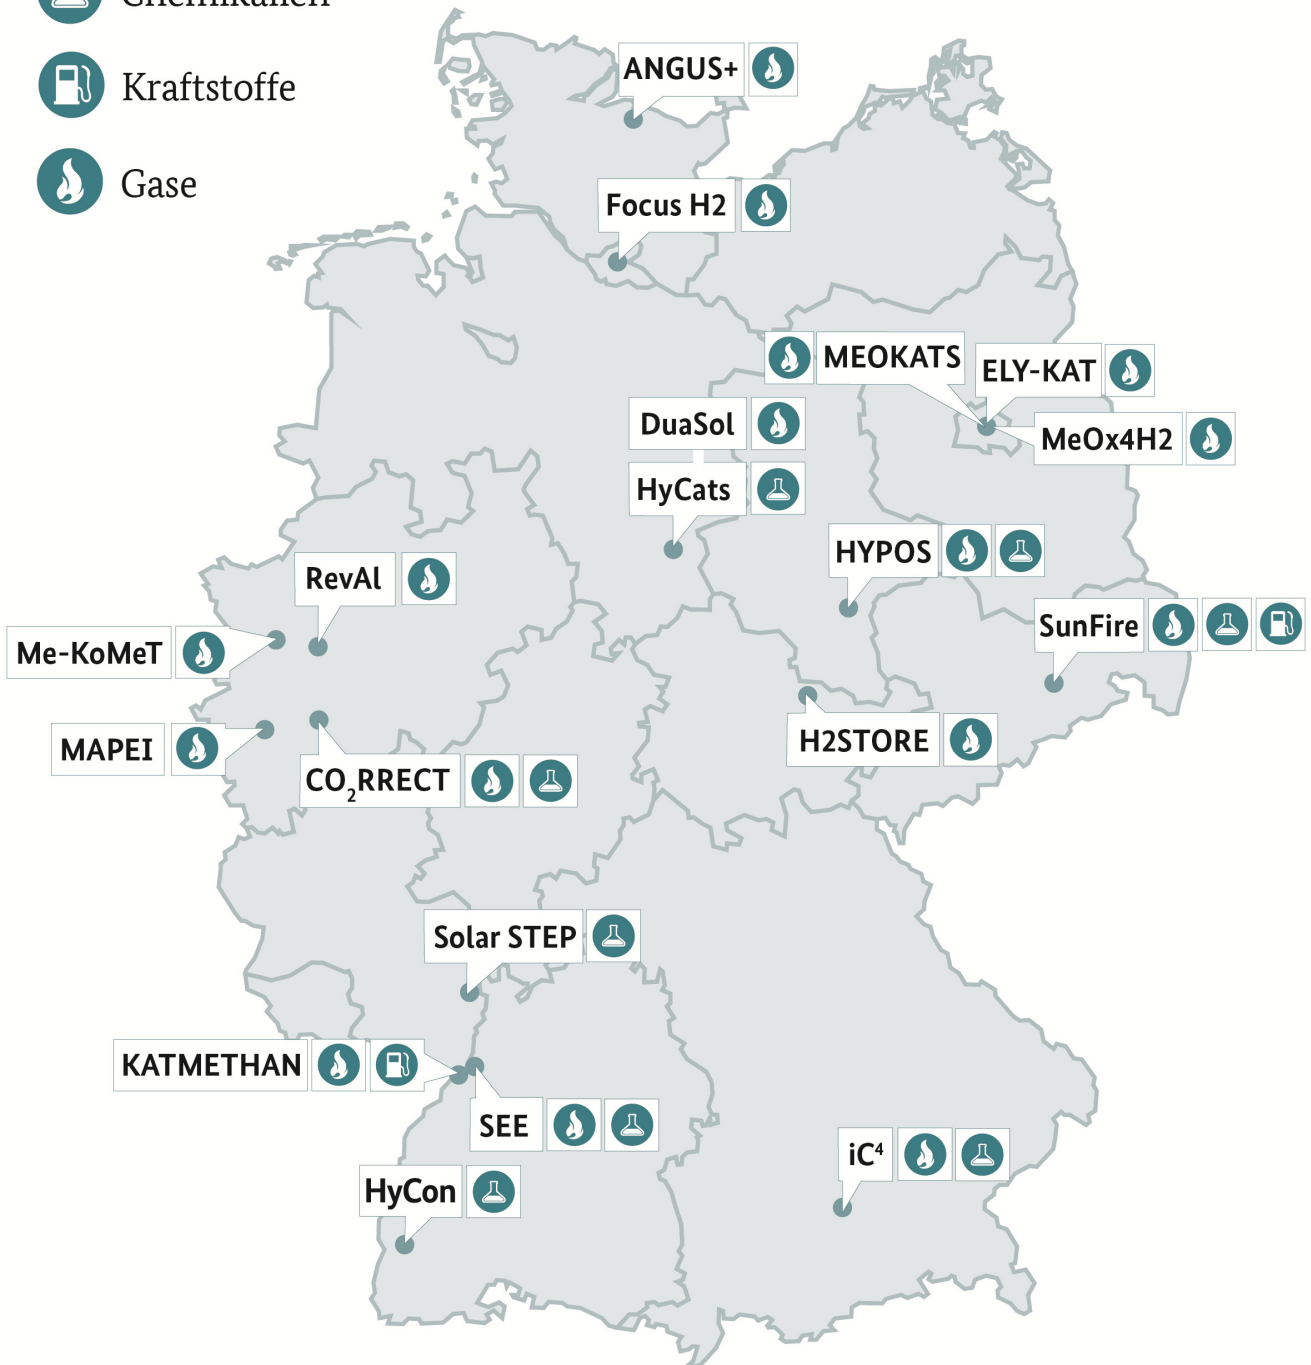 Chemikalien
Kraftstoffe
Gase
ANGUS+
Focus H2
MEOKATS
ELY-KAT
MeOx4H2
DuaSol
HyCats
HYPOS
RevAl
SunFire
Me-KoMeT
MAPEI
CO₂RRECT
H2STORE
Solar STEP
KATMETHAN
SEE
iC⁴
HyCon